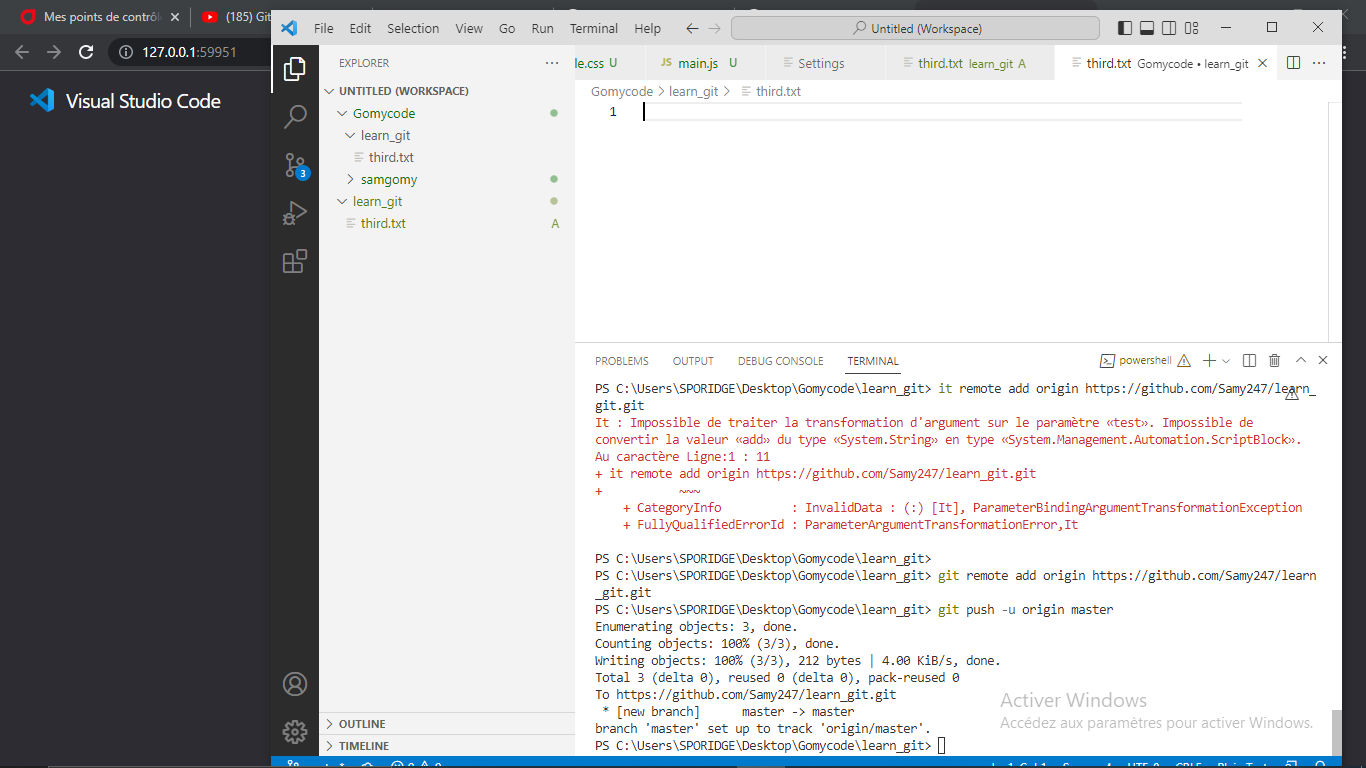 Mes points de contrôl
(185) Git
127.0.0.1:59951
Visual Studio Code
File Edit Selection View Go Run Terminal Help
Untitled (Workspace)
EXPLORER
UNTITLED (WORKSPACE)
Gomycode
learn_git
third.txt
samgomy
learn_git
third.txt A
3
OUTLINE
TIMELINE
le.css U
JS main.js U
Settings
third.txt learn_git A
third.txt Gomycode • learn_git
Gomycode > learn_git > third.txt
1
PROBLEMS OUTPUT DEBUG CONSOLE TERMINAL
powershell
PS C:\Users\SPORIDGE\Desktop\Gomycode\learn_git> it remote add origin https://github.com/Samy247/learn_
git.git
It : Impossible de traiter la transformation d'argument sur le paramètre «test». Impossible de
convertir la valeur «add» du type «System.String» en type «System.Management.Automation.ScriptBlock».
Au caractère Ligne:1 : 11
+ it remote add origin https://github.com/Samy247/learn_git.git
+ ~~~
+ CategoryInfo : InvalidData : (:) [It], ParameterBindingArgumentTransformationException
+ FullyQualifiedErrorId : ParameterArgumentTransformationError,It
PS C:\Users\SPORIDGE\Desktop\Gomycode\learn_git>
PS C:\Users\SPORIDGE\Desktop\Gomycode\learn_git> git remote add origin https://github.com/Samy247/learn
_git.git
PS C:\Users\SPORIDGE\Desktop\Gomycode\learn_git> git push -u origin master
Enumerating objects: 3, done.
Counting objects: 100% (3/3), done.
Writing objects: 100% (3/3), 212 bytes | 4.00 KiB/s, done.
Total 3 (delta 0), reused 0 (delta 0), pack-reused 0
To https://github.com/Samy247/learn_git.git
* [new branch] master -> master
branch 'master' set up to track 'origin/master'.
PS C:\Users\SPORIDGE\Desktop\Gomycode\learn_git>
Activer Windows
Accédez aux paramètres pour activer Windows.